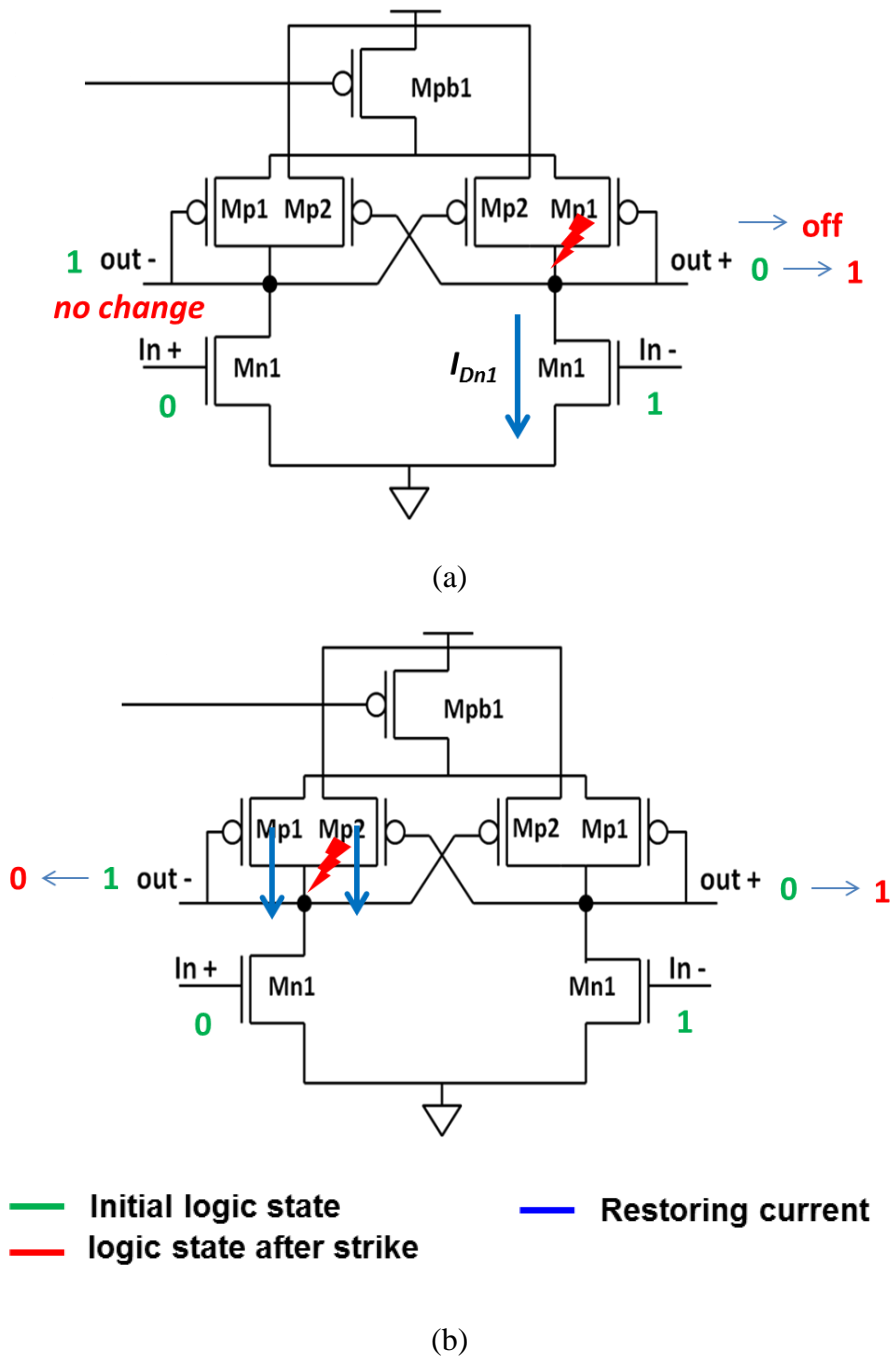 Mpb1
Mp1 Mp2 Mp2 Mp1
→ off
1 out - out + 0 → 1
no change
In + In -
Mn1 I_Dn1 Mn1
0 1
(a)
Mpb1
Mp1 Mp2 Mp2 Mp1
0 ← 1 out - out + 0 → 1
In + In -
Mn1 Mn1
0 1
Initial logic state Restoring current
logic state after strike
(b)